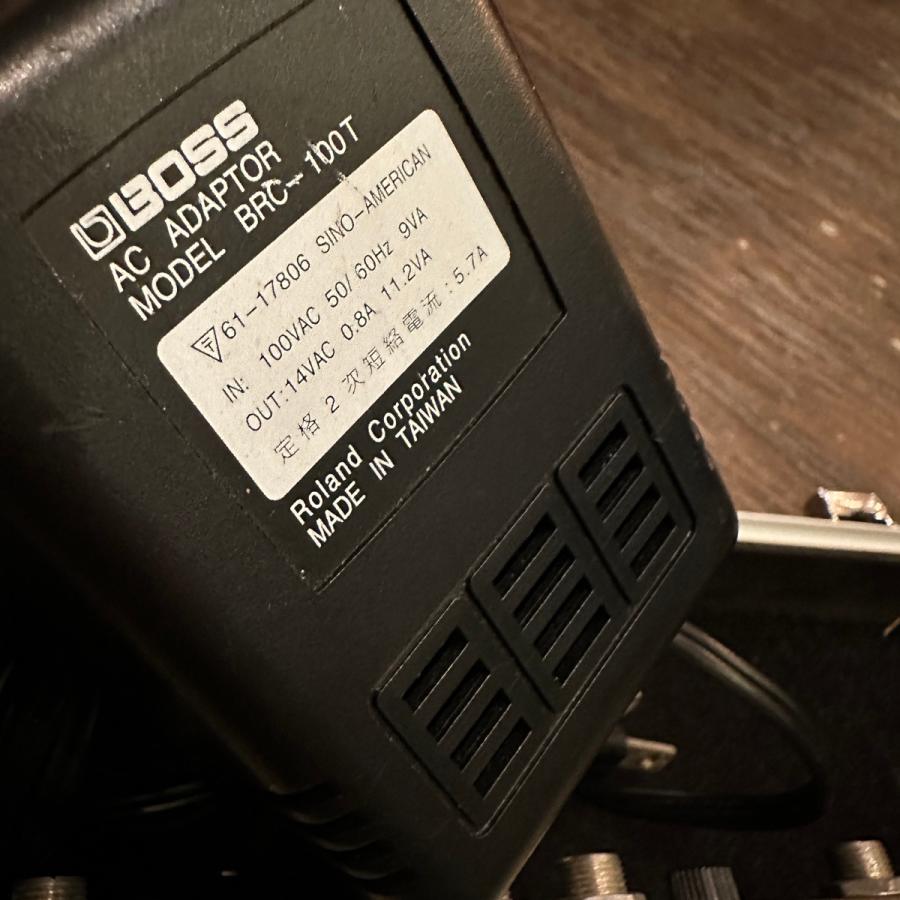 BOSS
AC ADAPTOR
MODEL BRC-100T
61-17806 SINO-AMERICAN
IN: 100VAC 50/60Hz 9VA
OUT:14VAC 0.8A 11.2VA
定格 2 次短絡電流:5.7A
Roland Corporation
MADE IN TAIWAN